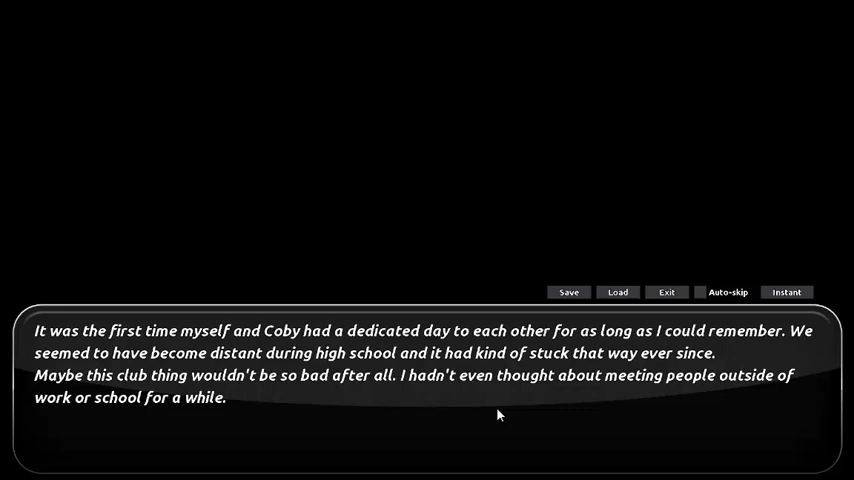 Save Load Exit Auto-skip Instant
It was the first time myself and Coby had a dedicated day to each other for as long as I could remember. We
seemed to have become distant during high school and it had kind of stuck that way ever since.
Maybe this club thing wouldn't be so bad after all. I hadn't even thought about meeting people outside of
work or school for a while.